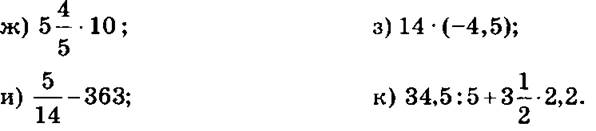 ж) 5 4/5 · 10; з) 14 · (−4,5);
и) 5/14 − 363; к) 34,5 : 5 + 3 1/2 · 2,2.